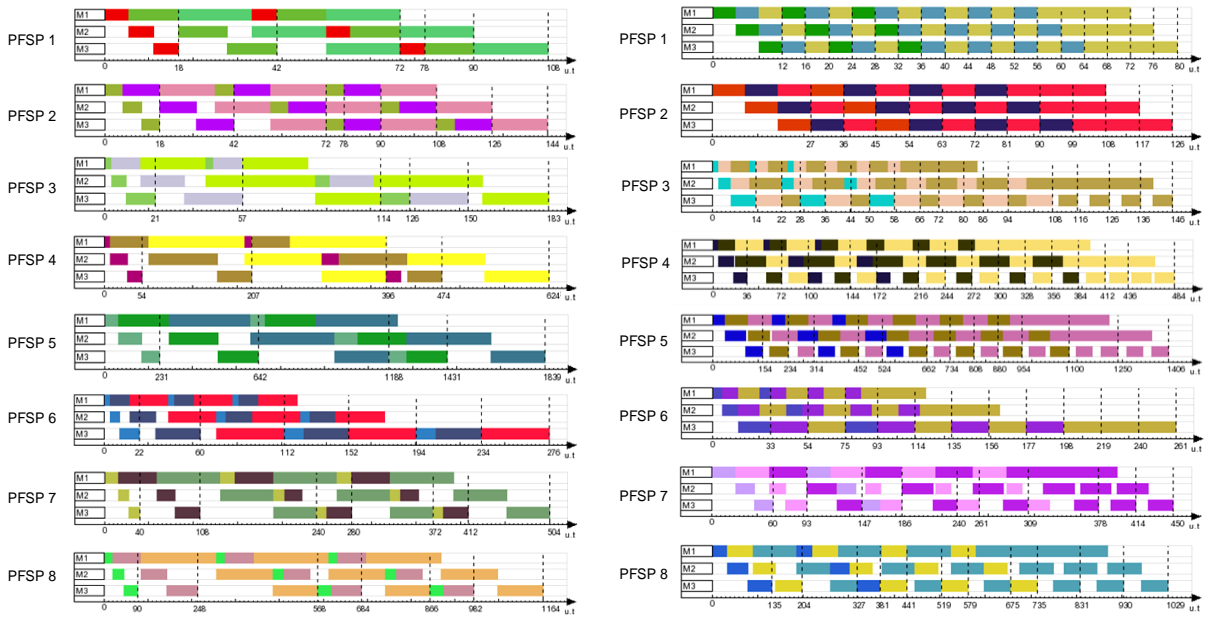 PFSP 1
M1
M2
M3
0 18 42 72 78 90 108
u.t
PFSP 2
M1
M2
M3
0 18 36 42 72 78 90 108 126 144
u.t
PFSP 3
M1
M2
M3
0 21 57 114 126 150 183
u.t
PFSP 4
M1
M2
M3
0 54 207 396 474 624
u.t
PFSP 5
M1
M2
M3
0 231 642 1188 1431 1839
u.t
PFSP 6
M1
M2
M3
0 22 60 112 152 194 234 276
u.t
PFSP 7
M1
M2
M3
0 40 108 240 280 372 412 504
u.t
PFSP 8
M1
M2
M3
0 90 248 568 684 866 982 1164
u.t
PFSP 1
M1
M2
M3
0 12 16 20 24 28 32 36 40 44 48 52 56 60 64 68 72 76 80
u.t
PFSP 2
M1
M2
M3
0 27 36 45 54 63 72 81 90 99 108 117 126
u.t
PFSP 3
M1
M2
M3
0 14 22 28 36 44 50 58 66 72 80 86 94 108 116 126 136 145
u.t
PFSP 4
M1
M2
M3
0 36 72 100 144 172 216 244 272 300 328 356 384 412 436 484
u.t
PFSP 5
M1
M2
M3
0 154 234 314 452 524 662 734 808 880 954 1100 1250 1406
u.t
PFSP 6
M1
M2
M3
0 33 54 75 93 114 135 156 177 198 219 240 261
u.t
PFSP 7
M1
M2
M3
0 60 93 147 186 240 261 309 378 414 450
u.t
PFSP 8
M1
M2
M3
0 135 204 327 381 441 519 579 675 735 831 930 1029
u.t